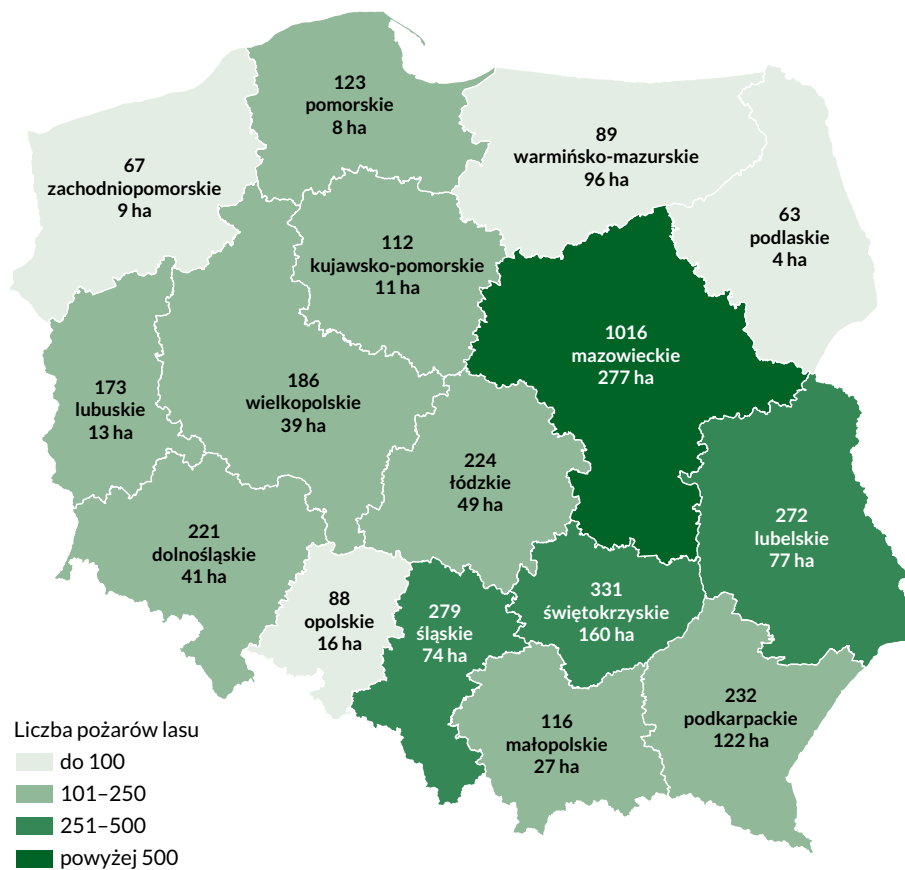 123
pomorskie
8 ha
89
warmińsko-mazurskie
96 ha
67
zachodniopomorskie
9 ha
63
podlaskie
4 ha
112
kujawsko-pomorskie
11 ha
1016
mazowieckie
277 ha
173
lubuskie
13 ha
186
wielkopolskie
39 ha
224
łódzkie
49 ha
272
lubelskie
77 ha
221
dolnośląskie
41 ha
88
opolskie
16 ha
279
śląskie
74 ha
331
świętokrzyskie
160 ha
116
małopolskie
27 ha
232
podkarpackie
122 ha
Liczba pożarów lasu
do 100
101–250
251–500
powyżej 500